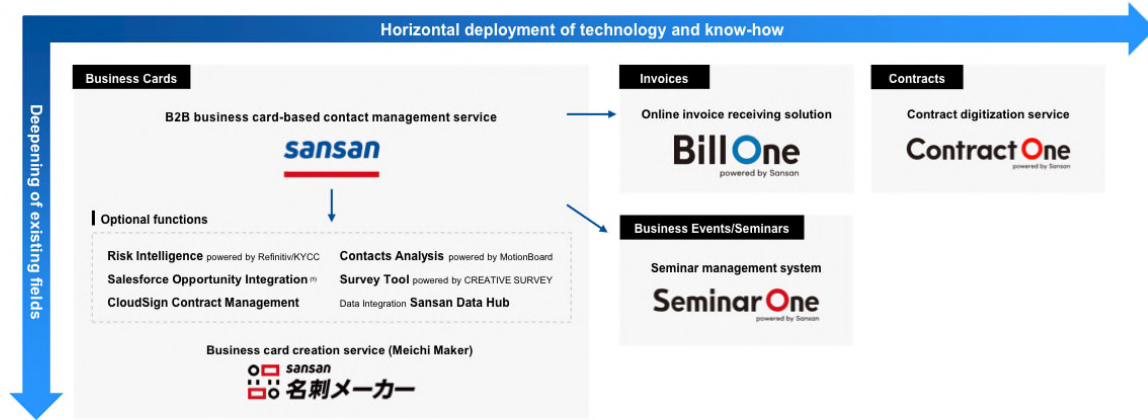 Horizontal deployment of technology and know-how
Deepening of existing fields
Business Cards
B2B business card-based contact management service
sansan
Optional functions
Risk Intelligence powered by Refinitiv/KYCC
Contacts Analysis powered by MotionBoard
Salesforce Opportunity Integration
Survey Tool powered by CREATIVE SURVEY
CloudSign Contract Management
Data Integration Sansan Data Hub
Business card creation service (Meichi Maker)
sansan
名刺メーカー
Invoices
Online invoice receiving solution
Bill One
powered by Sansan
Contracts
Contract digitization service
Contract One
powered by Sansan
Business Events/Seminars
Seminar management system
Seminar One
powered by Sansan